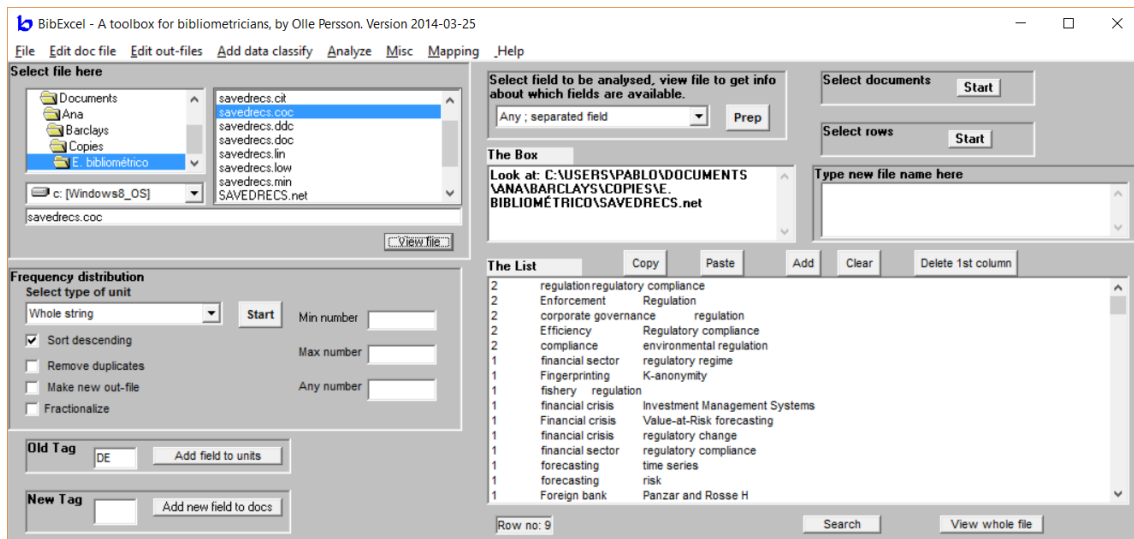 BibExcel - A toolbox for bibliometricians, by Olle Persson. Version 2014-03-25
File Edit doc file Edit out-files Add data classify Analyze Misc Mapping Help
Select file here
Documents
Ana
Barclays
Copies
E. bibliométrico
c: [Windows8_OS]
savedrecs.cit
savedrecs.coc
savedrecs.ddc
savedrecs.doc
savedrecs.lin
savedrecs.low
savedrecs.min
SAVEDRECS.net
savedrecs.coc
View file
Select field to be analysed, view file to get info
about which fields are available.
Any ; separated field
Prep
Select documents Start
Select rows Start
The Box
Look at: C:\USERS\PABLO\DOCUMENTS
\ANA\BARCLAYS\COPIES\E.
BIBLIOMÉTRICO\SAVEDRECS.net
Type new file name here
Frequency distribution
Select type of unit
Whole string
Start
Sort descending
Remove duplicates
Make new out-file
Fractionalize
Min number
Max number
Any number
Old Tag DE Add field to units
New Tag Add new field to docs
The List Copy Paste Add Clear Delete 1st column
2 regulation regulatory compliance
2 Enforcement Regulation
2 corporate governance regulation
2 Efficiency Regulatory compliance
2 compliance environmental regulation
1 financial sector regulatory regime
1 Fingerprinting K-anonymity
1 fishery regulation
1 financial crisis Investment Management Systems
1 Financial crisis Value-at-Risk forecasting
1 financial crisis regulatory change
1 financial sector regulatory compliance
1 forecasting time series
1 forecasting risk
1 Foreign bank Panzar and Rosse H
Row no: 9 Search View whole file